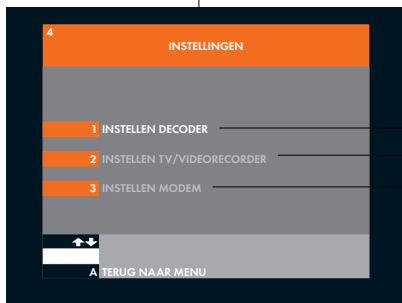 4
INSTELLINGEN
1 INSTELLEN DECODER
2 INSTELLEN TV/VIDEORECORDER
3 INSTELLEN MODEM
A TERUG NAAR MENU